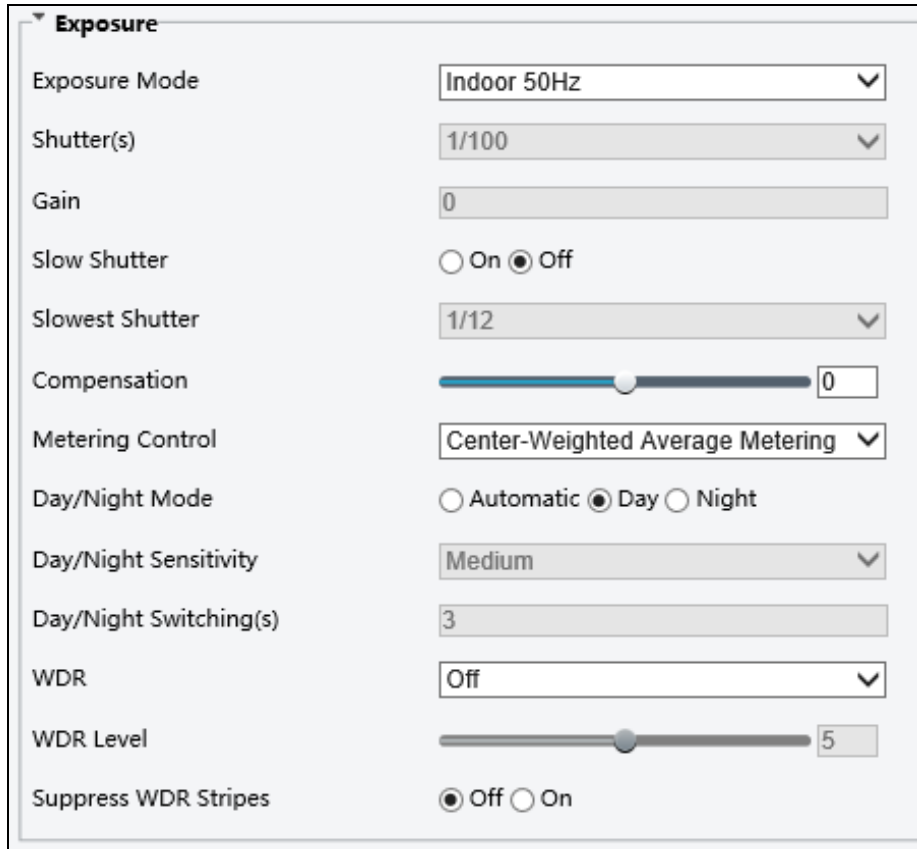 Exposure
Exposure Mode Indoor 50Hz
Shutter(s) 1/100
Gain 0
Slow Shutter On Off
Slowest Shutter 1/12
Compensation 0
Metering Control Center-Weighted Average Metering
Day/Night Mode Automatic Day Night
Day/Night Sensitivity Medium
Day/Night Switching(s) 3
WDR Off
WDR Level 5
Suppress WDR Stripes Off On